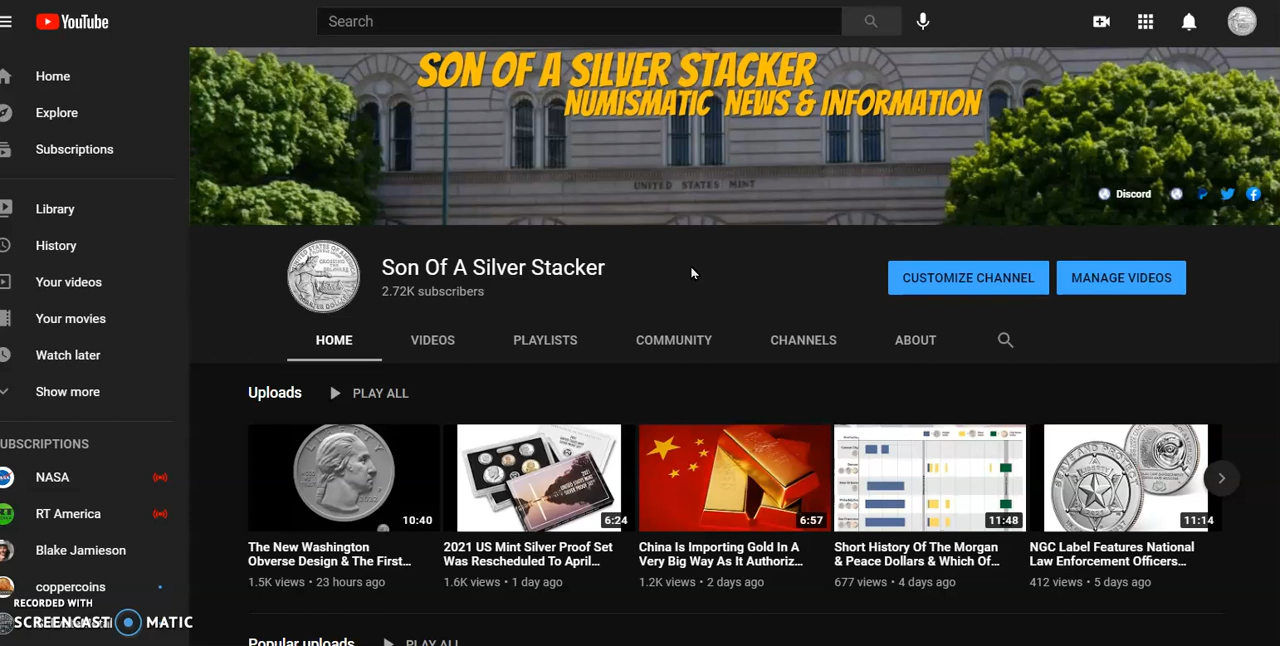 YouTube
Search
Home
Explore
Subscriptions
Library
History
Your videos
Your movies
Watch later
Show more
UBSCRIPTIONS
NASA
RT America
Blake Jamieson
coppercoins
RECORDED WITH
SCREENCAST MATIC
SON OF A SILVER STACKER
NUMISMATIC NEWS & INFORMATION
UNITED STATES MINT
Discord
Son Of A Silver Stacker
2.72K subscribers
CUSTOMIZE CHANNEL
MANAGE VIDEOS
HOME VIDEOS PLAYLISTS COMMUNITY CHANNELS ABOUT
Uploads PLAY ALL
10:40
The New Washington
Obverse Design & The First...
1.5K views • 23 hours ago
6:24
2021 US Mint Silver Proof Set
Was Rescheduled To April...
1.6K views • 1 day ago
6:57
China Is Importing Gold In A
Very Big Way As It Authoriz...
1.2K views • 2 days ago
11:48
Short History Of The Morgan
& Peace Dollars & Which Of...
677 views • 4 days ago
11:14
NGC Label Features National
Law Enforcement Officers...
412 views • 5 days ago
Popular uploads PLAY ALL